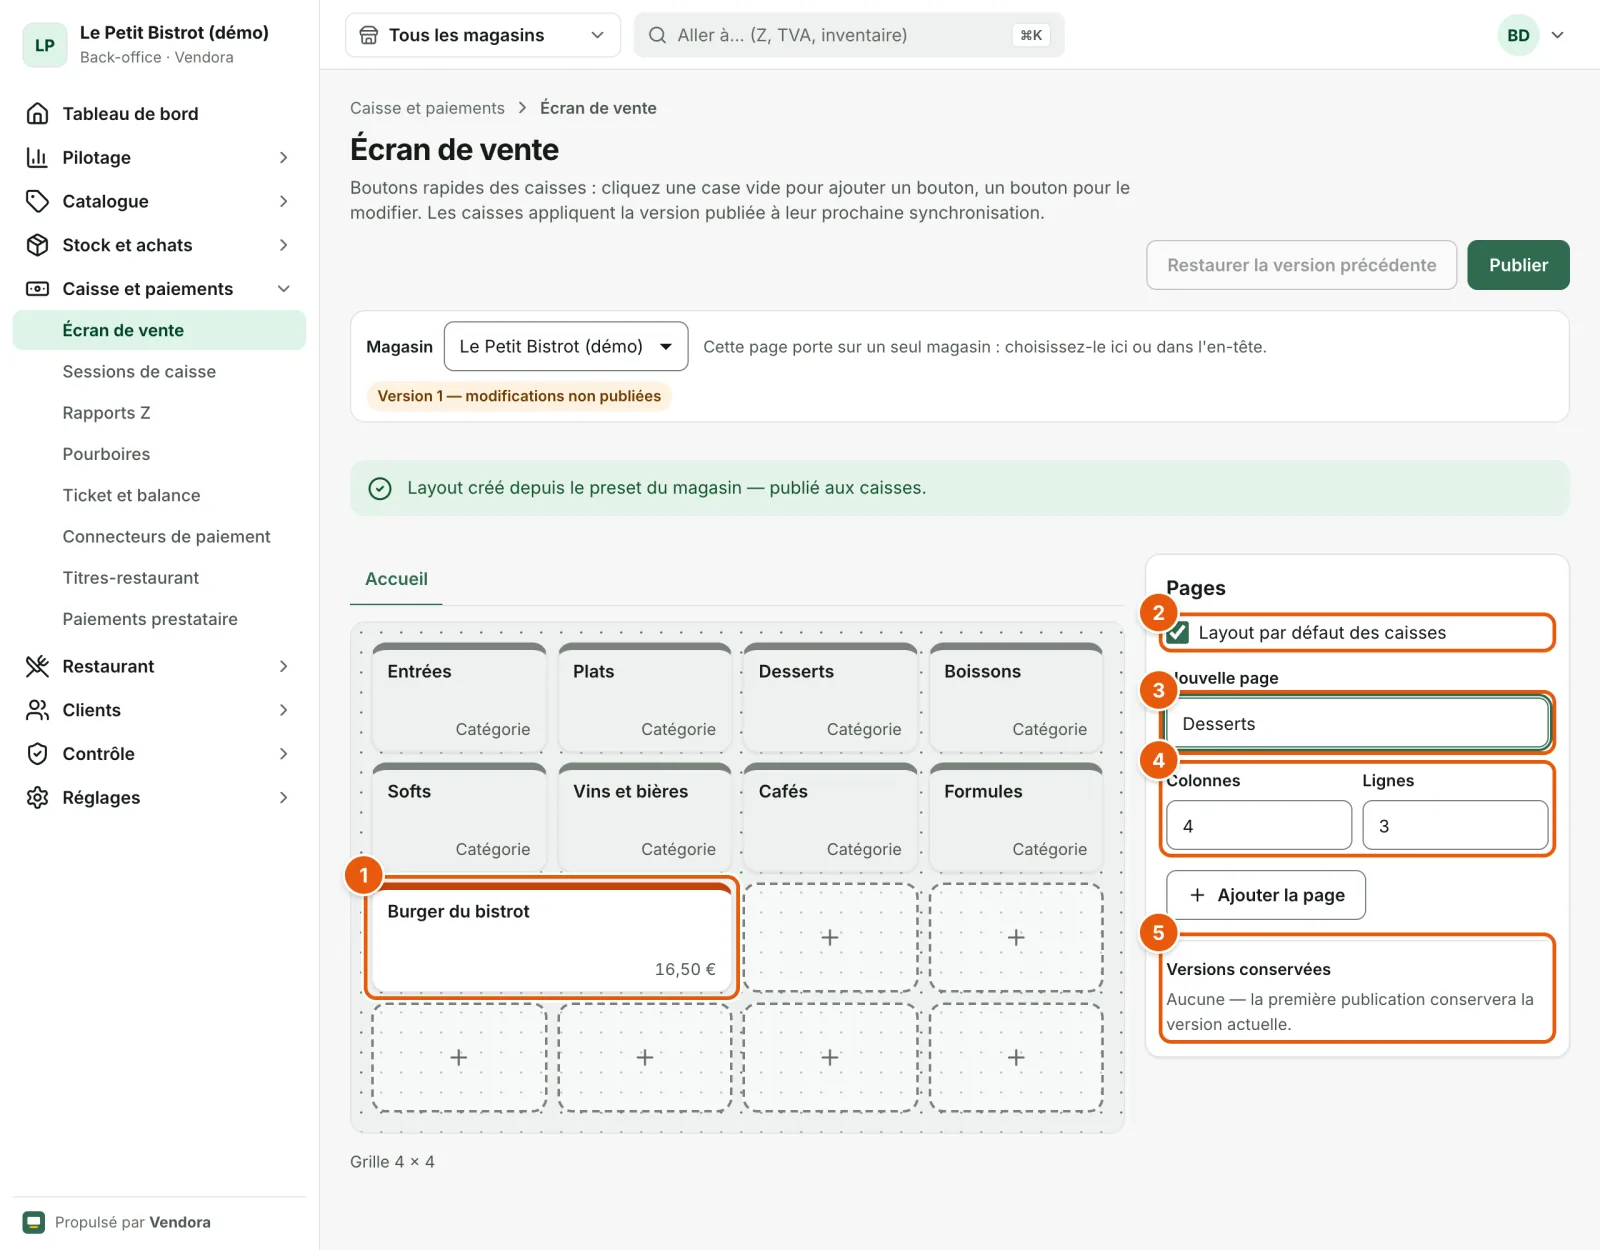 LP
Le Petit Bistrot (démo)
Back-office · Vendora
Tableau de bord
Pilotage
Catalogue
Stock et achats
Caisse et paiements
Écran de vente
Sessions de caisse
Rapports Z
Pourboires
Ticket et balance
Connecteurs de paiement
Titres-restaurant
Paiements prestataire
Restaurant
Clients
Contrôle
Réglages
Propulsé par Vendora
Tous les magasins
Aller à... (Z, TVA, inventaire)
⌘K
BD
Caisse et paiements > Écran de vente
Écran de vente
Boutons rapides des caisses : cliquez une case vide pour ajouter un bouton, un bouton pour le
modifier. Les caisses appliquent la version publiée à leur prochaine synchronisation.
Restaurer la version précédente
Publier
Magasin
Le Petit Bistrot (démo)
Cette page porte sur un seul magasin : choisissez-le ici ou dans l'en-tête.
Version 1 — modifications non publiées
Layout créé depuis le preset du magasin — publié aux caisses.
Accueil
Entrées
Catégorie
Plats
Catégorie
Desserts
Catégorie
Boissons
Catégorie
Softs
Catégorie
Vins et bières
Catégorie
Cafés
Catégorie
Formules
Catégorie
1
Burger du bistrot
16,50 €
+
+
+
+
+
+
Grille 4 × 4
Pages
2
Layout par défaut des caisses
3
ouvelle page
Desserts
4
Colonnes
Lignes
4
3
+ Ajouter la page
5
Versions conservées
Aucune — la première publication conservera la
version actuelle.